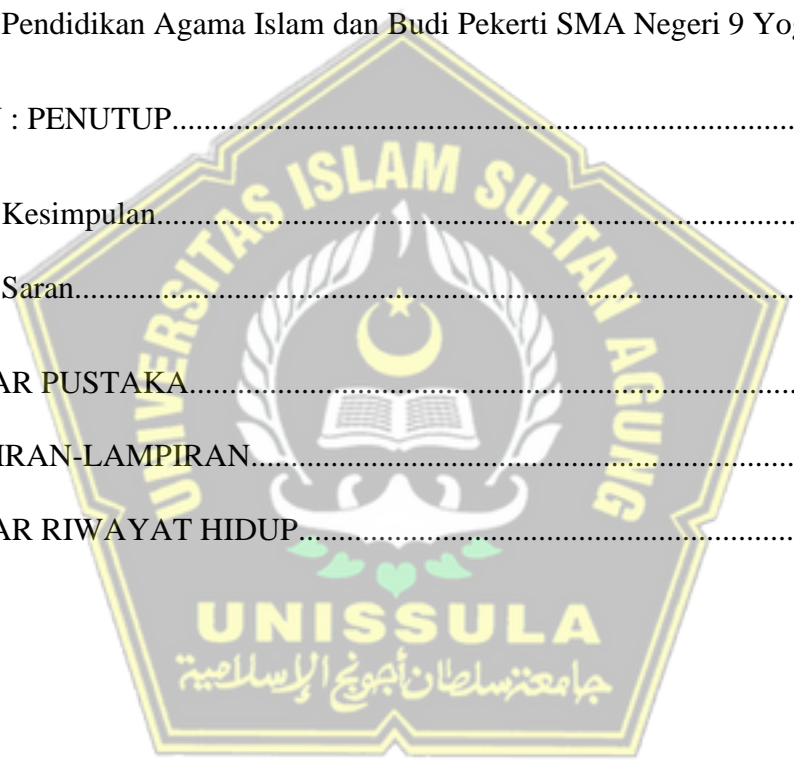 Pendidikan Agama Islam dan Budi Pekerti SMA Negeri 9 Yog
: PENUTUP........................................................................................
Kesimpulan........................................................................................
Saran........................................................................................
AR PUSTAKA........................................................................................
IRAN-LAMPIRAN........................................................................................
AR RIWAYAT HIDUP........................................................................................
UNIVERSITAS ISLAM SULTAN AGUNG
UNISSULA
جامعة سلطان أجونج الإسلامية